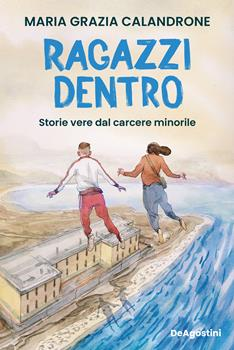 MARIA GRAZIA CALANDRONE
RAGAZZI
DENTRO
Storie vere dal carcere minorile
DeAgostini